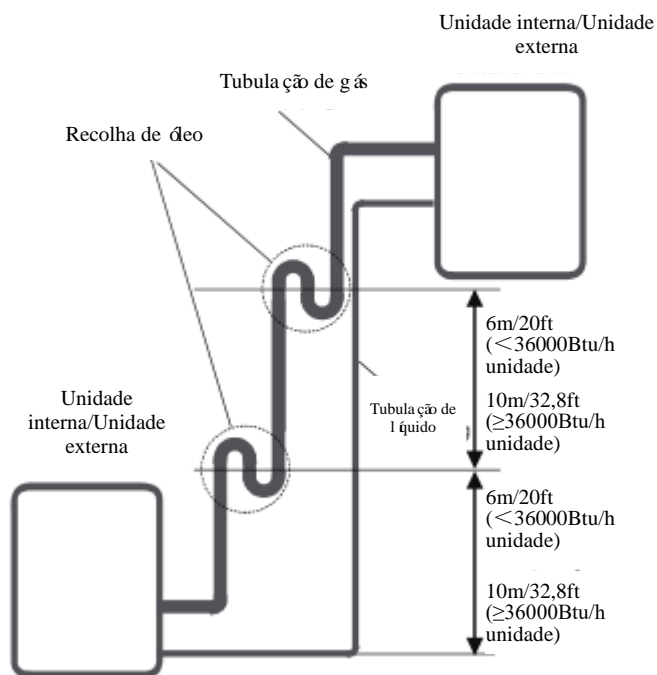 Unidade interna/Unidade
externa
Tubulação de gás
Recolha de óleo
6m/20ft
(<36000Btu/h
unidade)
10m/32,8ft
(≥36000Btu/h
unidade)
Unidade
interna/Unidade
externa
Tubulação de
líquido
6m/20ft
(<36000Btu/h
unidade)
10m/32,8ft
(≥36000Btu/h
unidade)